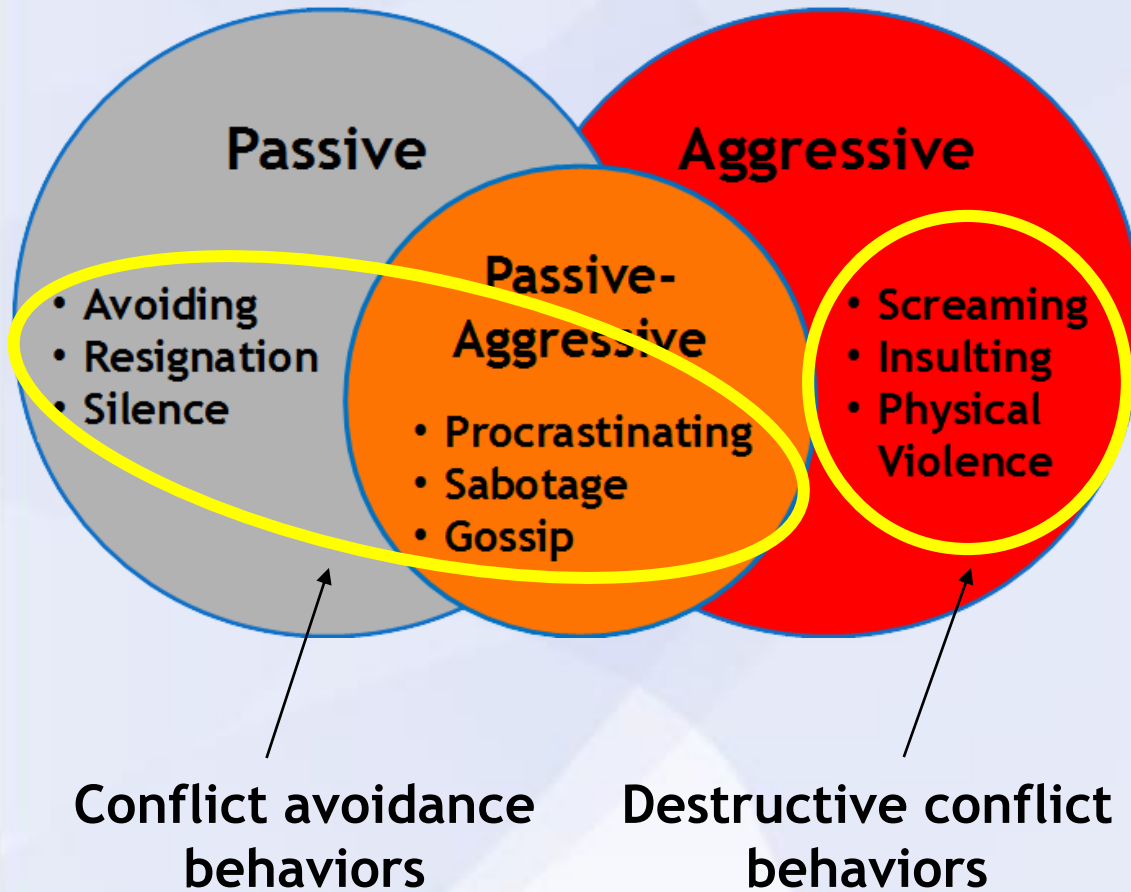 Passive
Aggressive
Passive-
Aggressive
• Avoiding
• Resignation
• Silence
• Procrastinating
• Sabotage
• Gossip
• Screaming
• Insulting
• Physical
Violence
Conflict avoidance
behaviors
Destructive conflict
behaviors